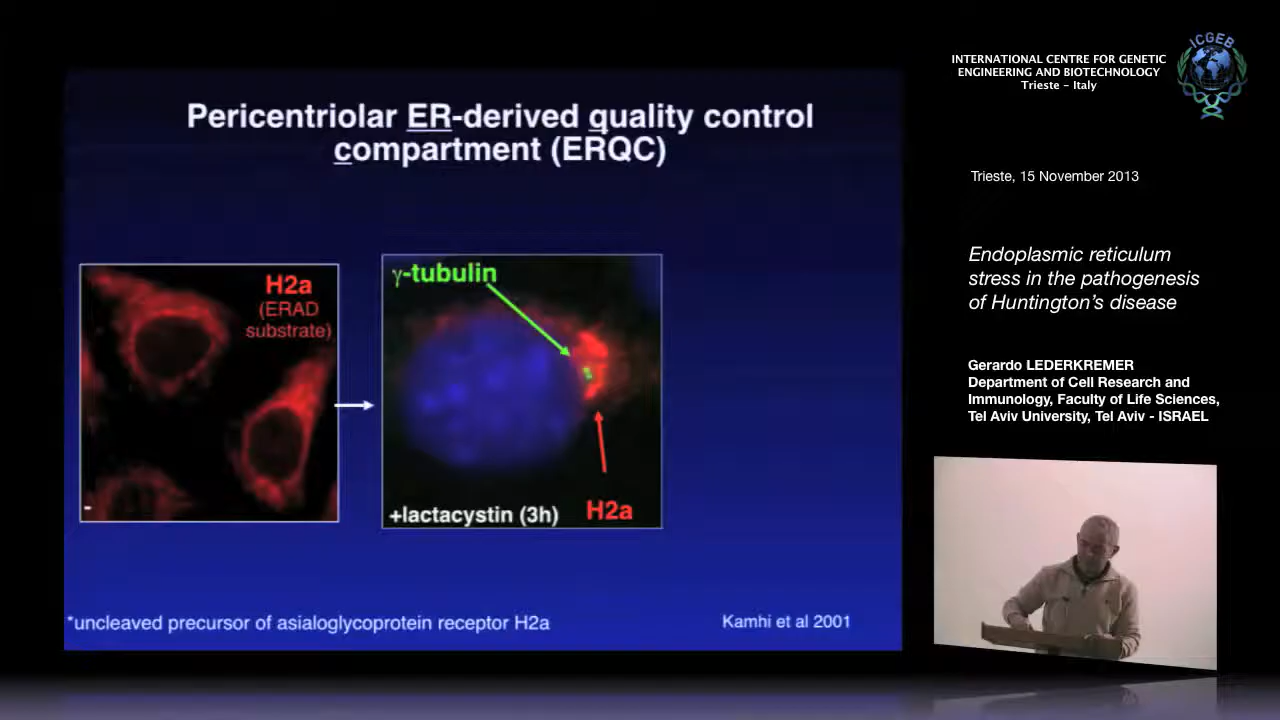 Pericentriolar ER-derived quality control
compartment (ERQC)
H2a
(ERAD
substrate)
γ-tubulin
+lactacystin (3h)
H2a
*uncleaved precursor of asialoglycoprotein receptor H2a
Kamhi et al 2001
INTERNATIONAL CENTRE FOR GENETIC
ENGINEERING AND BIOTECHNOLOGY
Trieste - Italy
ICGEB
Trieste, 15 November 2013
Endoplasmic reticulum
stress in the pathogenesis
of Huntington's disease
Gerardo LEDERKREMER
Department of Cell Research and
Immunology, Faculty of Life Sciences,
Tel Aviv University, Tel Aviv - ISRAEL